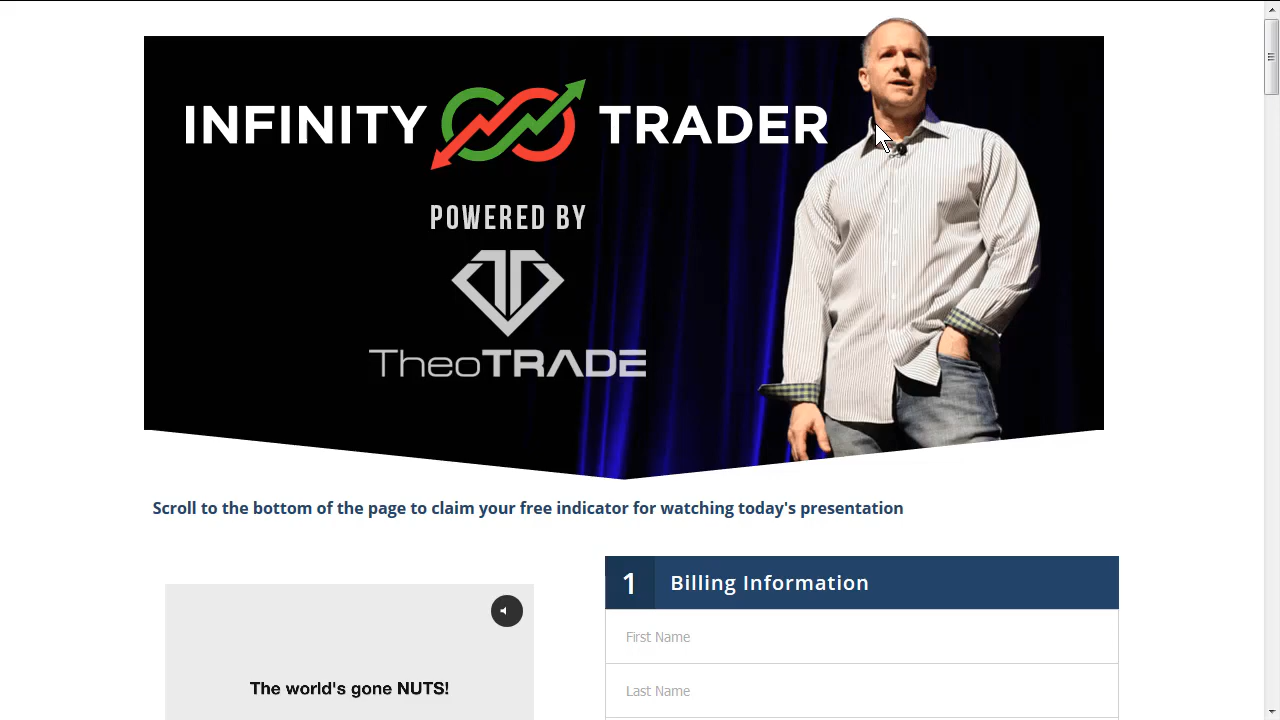 INFINITY TRADER
POWERED BY
TheoTRADE
Scroll to the bottom of the page to claim your free indicator for watching today's presentation
1 Billing Information
First Name
Last Name
The world's gone NUTS!